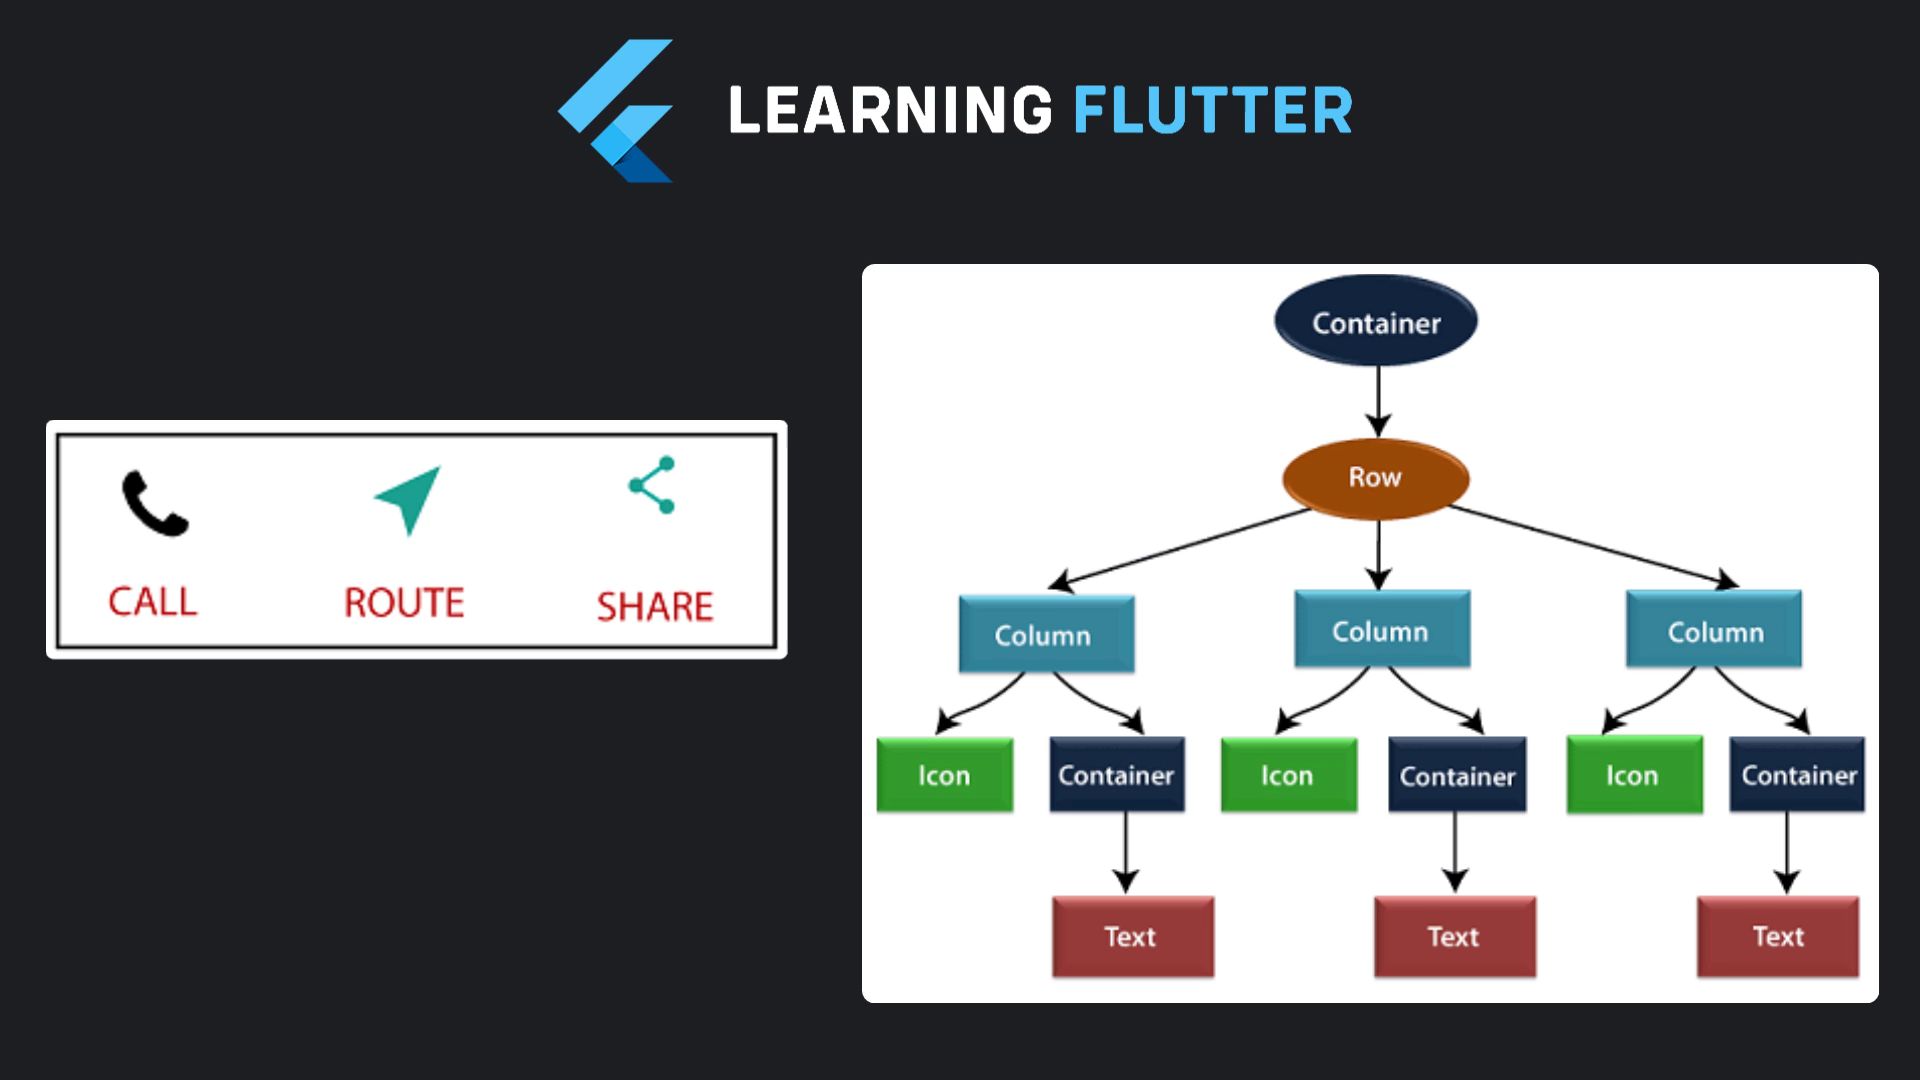 LEARNING FLUTTER
CALL ROUTE SHARE
Container
Row
Column Column Column
Icon Container Icon Container Icon Container
Text Text Text